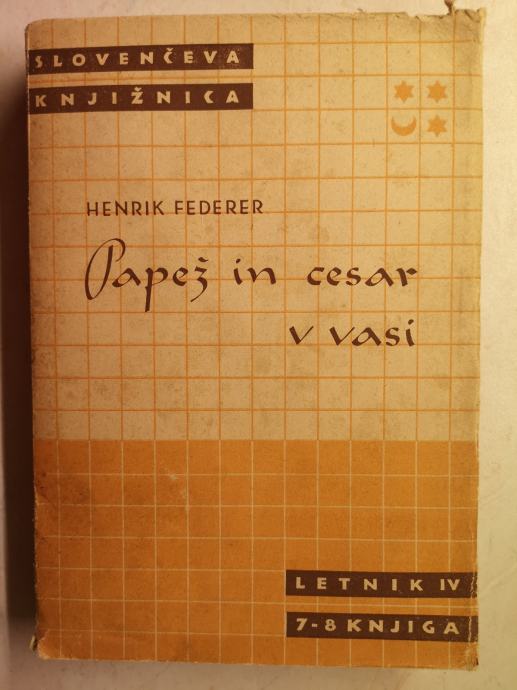 SLOVENČEVA
KNJIŽNICA
HENRIK FEDERER
Papež in cesar
v vasi
LETNIK IV
7-8 KNJIGA